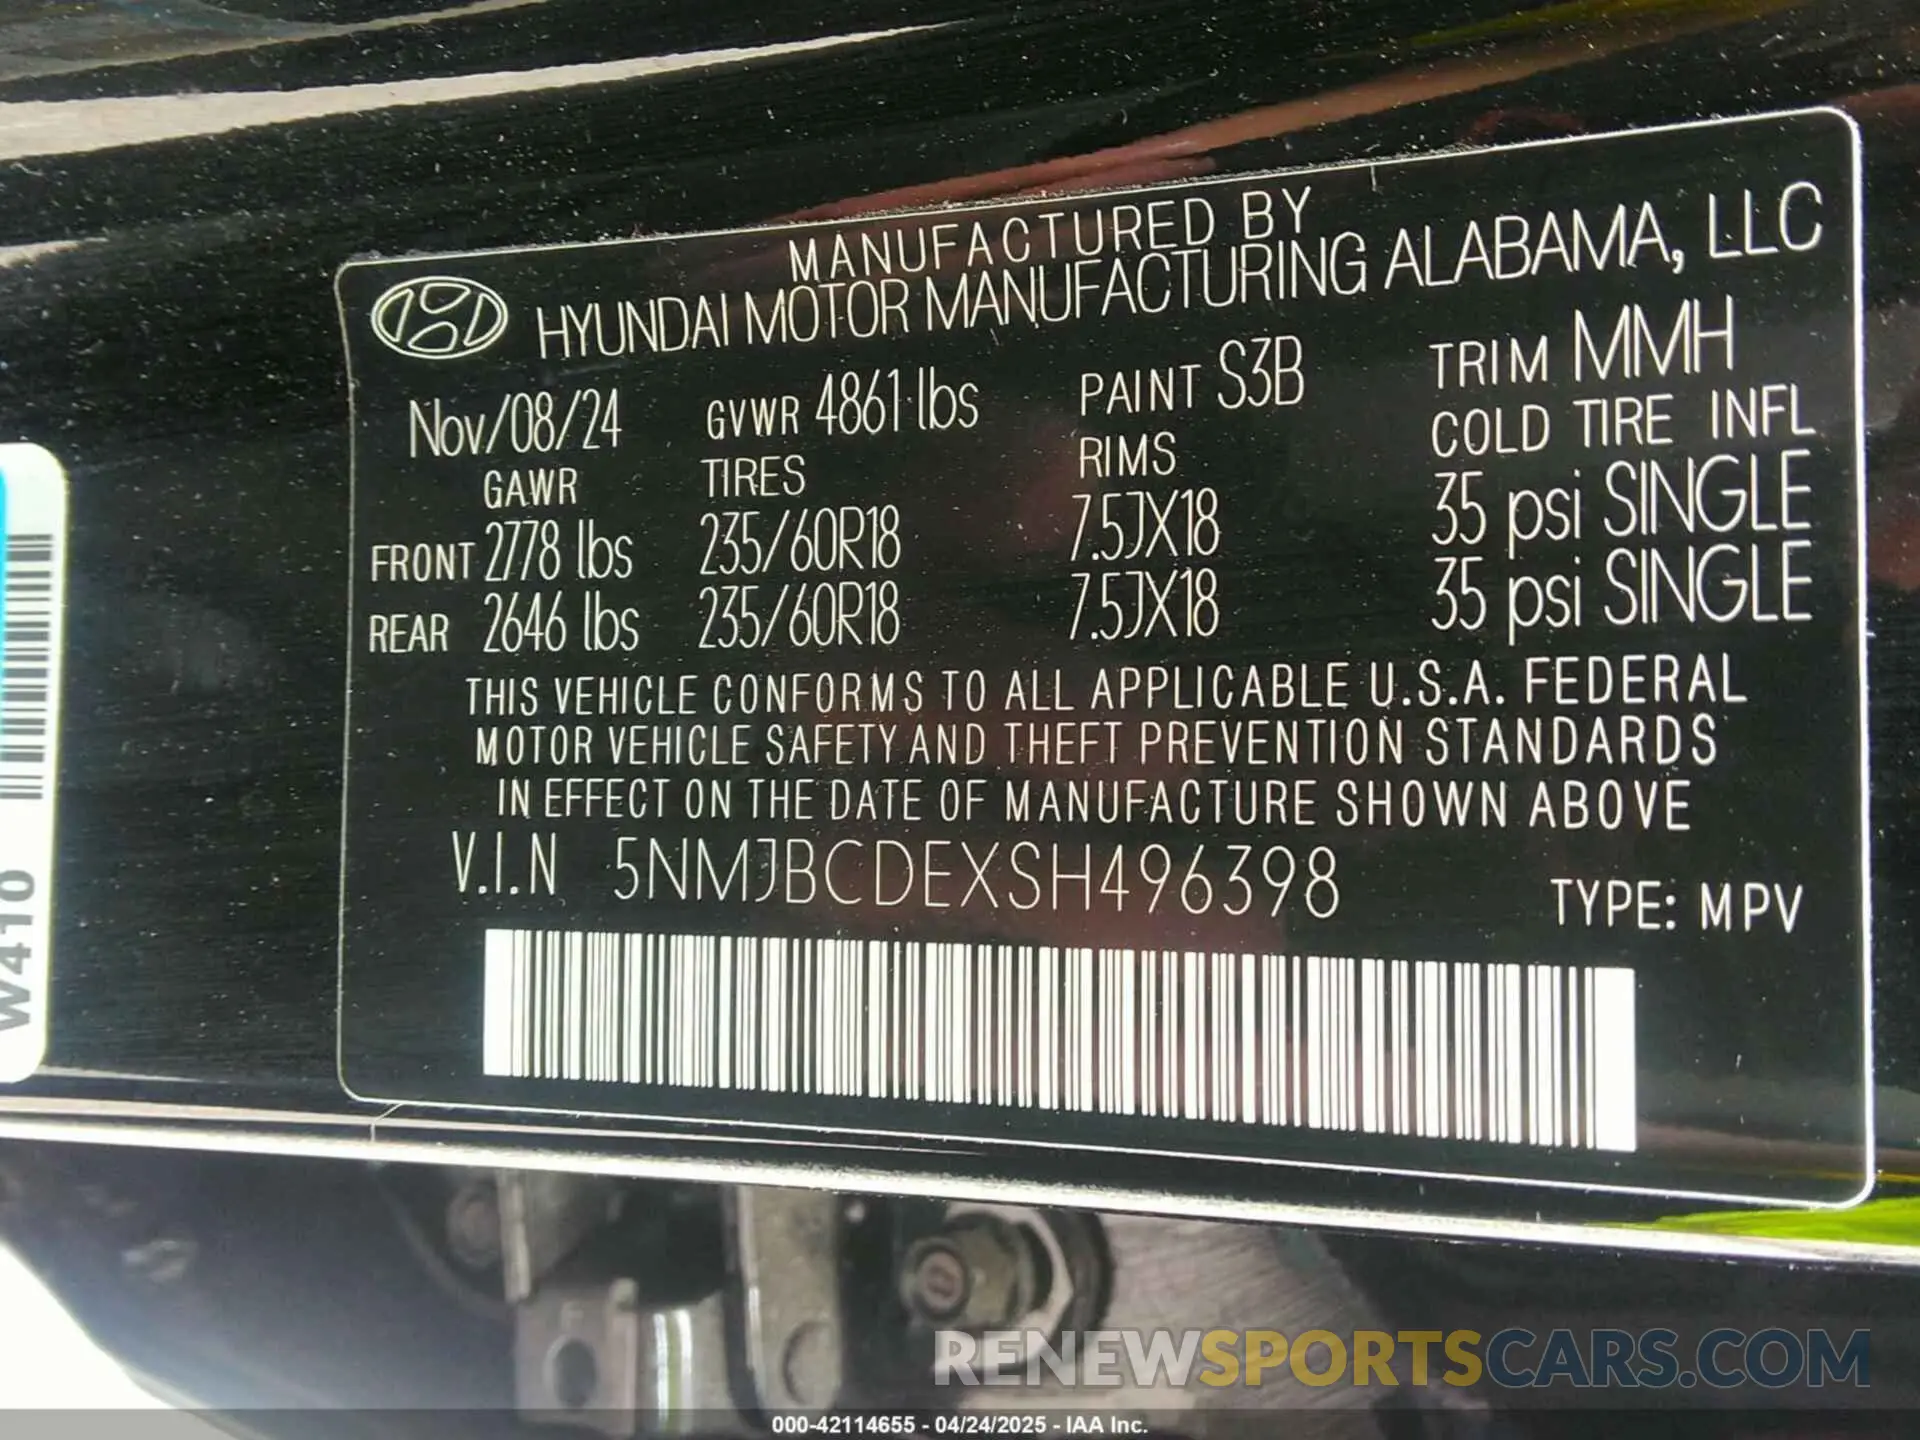 MANUFACTURED BY
HYUNDAI MOTOR MANUFACTURING ALABAMA, LLC
Nov/08/24 GVWR 4861 lbs PAINT S3B TRIM MMH
GAWR TIRES RIMS COLD TIRE INFL
FRONT 2778 lbs 235/60R18 7.5JX18 35 psi SINGLE
REAR 2646 lbs 235/60R18 7.5JX18 35 psi SINGLE
THIS VEHICLE CONFORMS TO ALL APPLICABLE U.S.A. FEDERAL
MOTOR VEHICLE SAFETY AND THEFT PREVENTION STANDARDS
IN EFFECT ON THE DATE OF MANUFACTURE SHOWN ABOVE
V.I.N 5NMJBCDEXSH496398 TYPE: MPV
W410
RENEWSPORTSCARS.COM
000-42114655 - 04/24/2025 - IAA Inc.